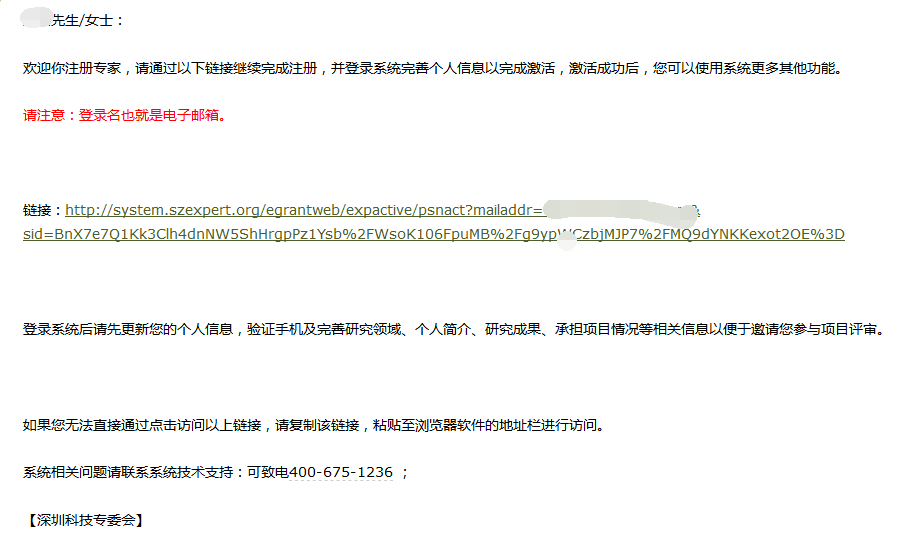 先生/女士：
欢迎你注册专家，请通过以下链接继续完成注册，并登录系统完善个人信息以完成激活，激活成功后，您可以使用系统更多其他功能。
请注意：登录名也就是电子邮箱。
链接：http://system.szexpert.org/egrantweb/expactive/psnact?mailaddr=
sid=BnX7e7Q1Kk3Clh4dnNW5ShHrgpPz1Ysb%2FWsoK106FpuMB%2Fg9ypWCzbjMJP7%2FMQ9dYNKKexot2OE%3D
登录系统后请先更新您的个人信息，验证手机及完善研究领域、个人简介、研究成果、承担项目情况等相关信息以便于邀请您参与项目评审。
如果您无法直接通过点击访问以上链接，请复制该链接，粘贴至浏览器软件的地址栏进行访问。
系统相关问题请联系系统技术支持：可致电400-675-1236 ；
【深圳科技专委会】